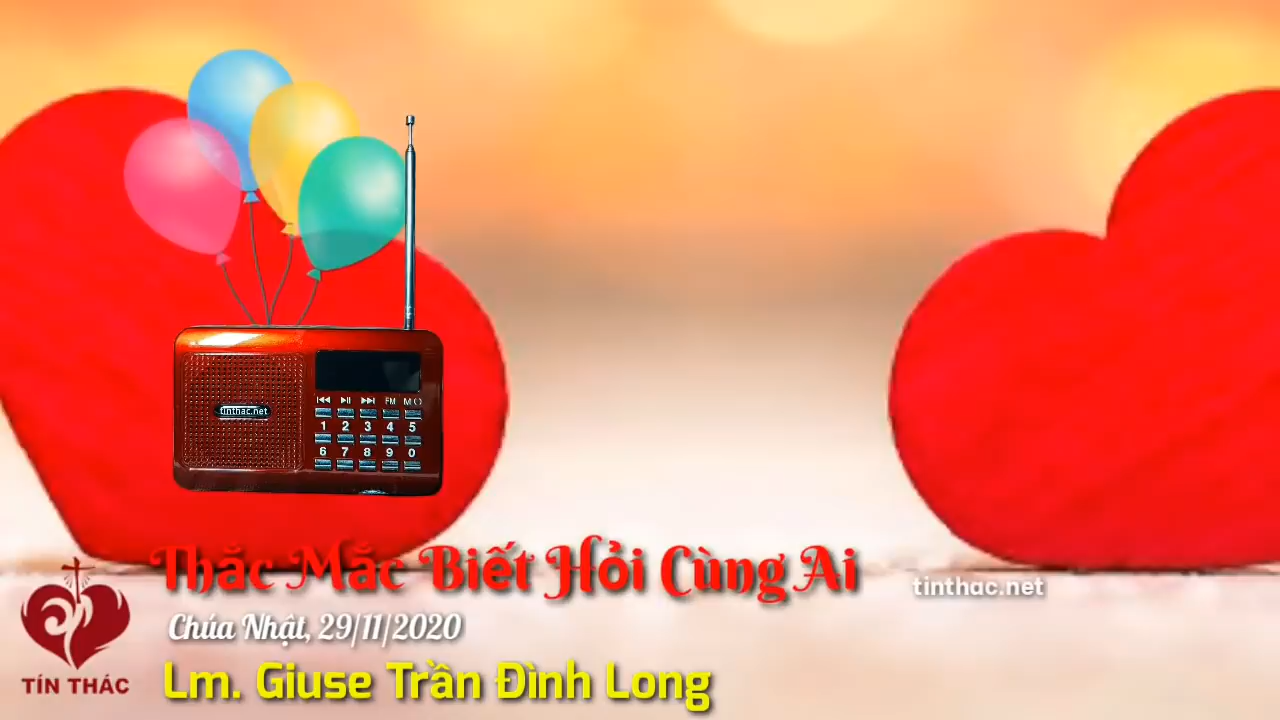 tinthac.net
FM M
1 2 3 4 5
6 7 8 9 0
Thắc Mắc Biết Hỏi Cùng Ai
tinthac.net
Chúa Nhật, 29/11/2020
Lm. Giuse Trần Đình Long
TÍN THÁC